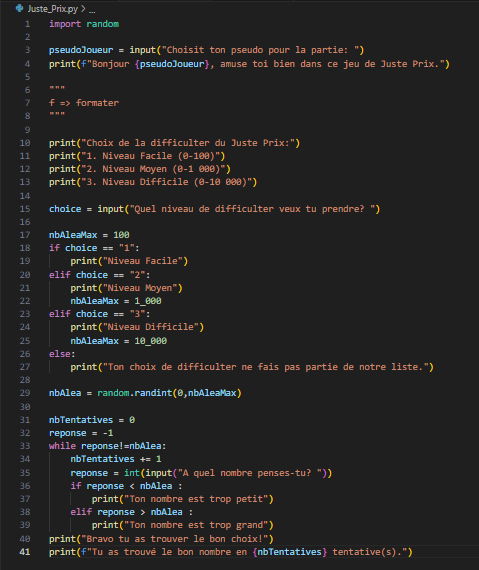 Juste_Prix.py > ...
1 import random
2
3 pseudoJoueur = input("Choisit ton pseudo pour la partie: ")
4 print(f"Bonjour {pseudoJoueur}, amuse toi bien dans ce jeu de Juste Prix.")
5
6 """
7 f => formater
8 """
9
10 print("Choix de la difficulter du Juste Prix:")
11 print("1. Niveau Facile (0-100)")
12 print("2. Niveau Moyen (0-1 000)")
13 print("3. Niveau Difficile (0-10 000)")
14
15 choice = input("Quel niveau de difficulter veux tu prendre? ")
16
17 nbAleaMax = 100
18 if choice == "1":
19     print("Niveau Facile")
20 elif choice == "2":
21     print("Niveau Moyen")
22     nbAleaMax = 1_000
23 elif choice == "3":
24     print("Niveau Difficile")
25     nbAleaMax = 10_000
26 else:
27     print("Ton choix de difficulter ne fais pas partie de notre liste.")
28
29 nbAlea = random.randint(0,nbAleaMax)
30
31 nbTentatives = 0
32 reponse = -1
33 while reponse!=nbAlea:
34     nbTentatives += 1
35     reponse = int(input("A quel nombre penses-tu? "))
36     if reponse < nbAlea :
37         print("Ton nombre est trop petit")
38     elif reponse > nbAlea :
39         print("Ton nombre est trop grand")
40 print("Bravo tu as trouver le bon choix!")
41 print(f"Tu as trouvé le bon nombre en {nbTentatives} tentative(s).")